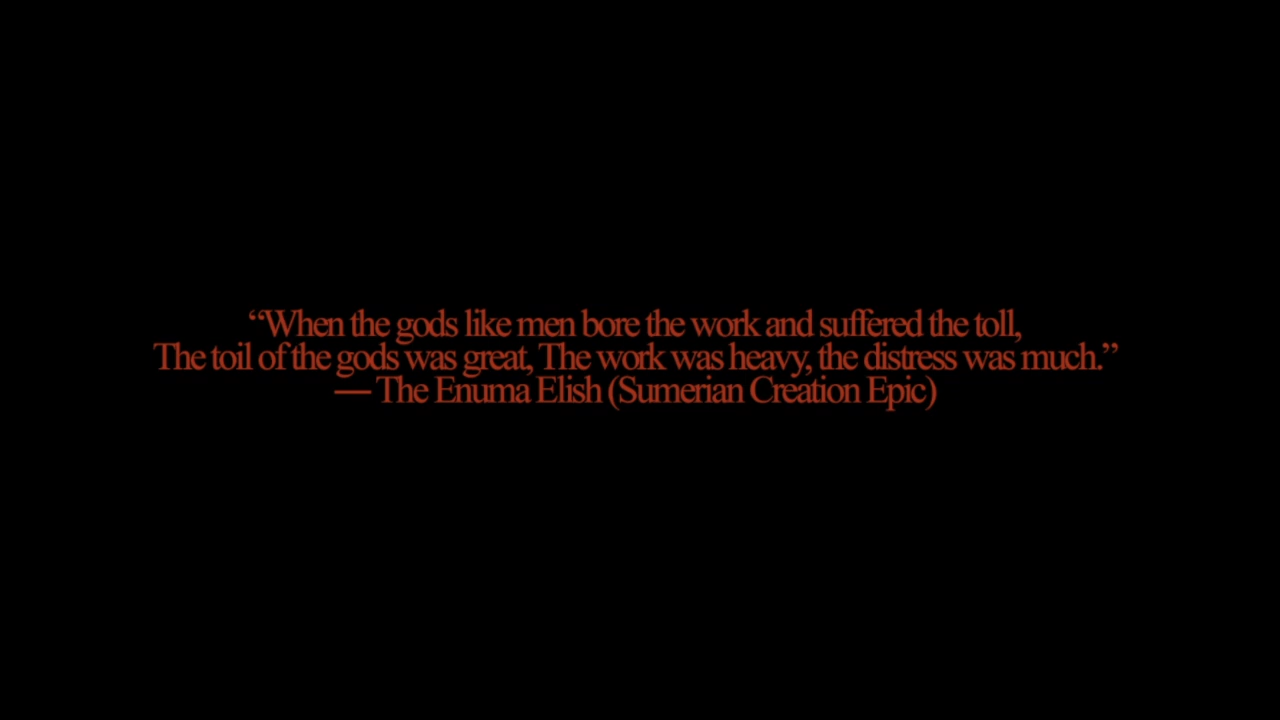 “When the gods like men bore the work and suffered the toll,
The toil of the gods was great, The work was heavy, the distress was much.”
— The Enuma Elish (Sumerian Creation Epic)